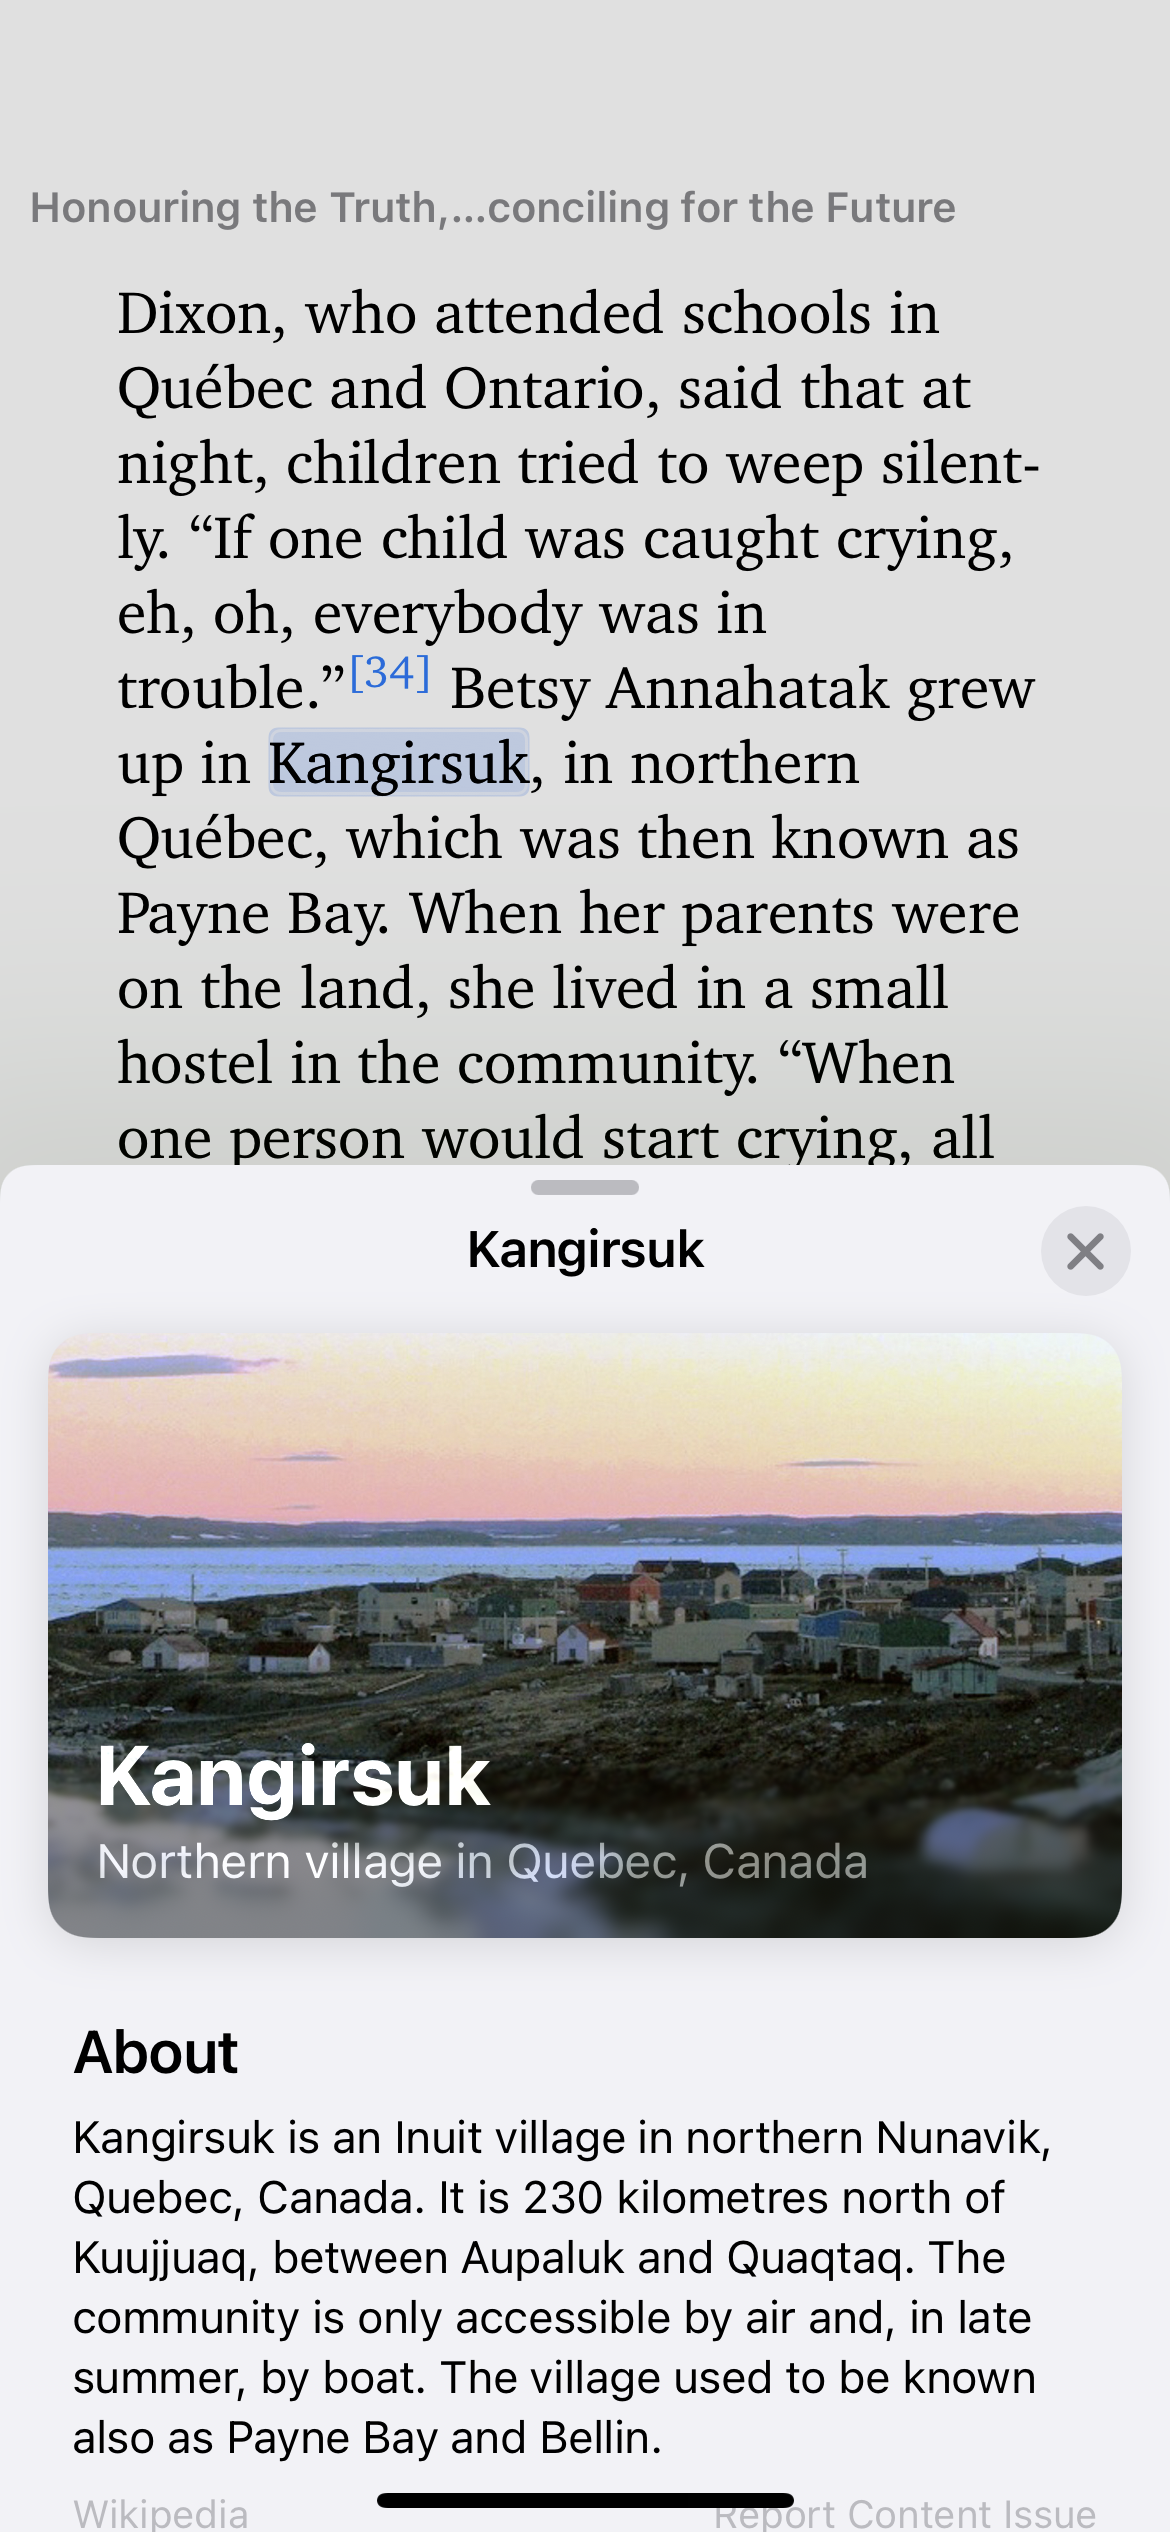 Honouring the Truth,...conciling for the Future
Dixon, who attended schools in
Québec and Ontario, said that at
night, children tried to weep silent-
ly. “If one child was caught crying,
eh, oh, everybody was in
trouble.”[34] Betsy Annahatak grew
up in Kangirsuk, in northern
Québec, which was then known as
Payne Bay. When her parents were
on the land, she lived in a small
hostel in the community. “When
one person would start crying, all
Kangirsuk
Kangirsuk
Northern village in Quebec, Canada
About
Kangirsuk is an Inuit village in northern Nunavik,
Quebec, Canada. It is 230 kilometres north of
Kuujjuaq, between Aupaluk and Quaqtaq. The
community is only accessible by air and, in late
summer, by boat. The village used to be known
also as Payne Bay and Bellin.
Wikipedia Report Content Issue